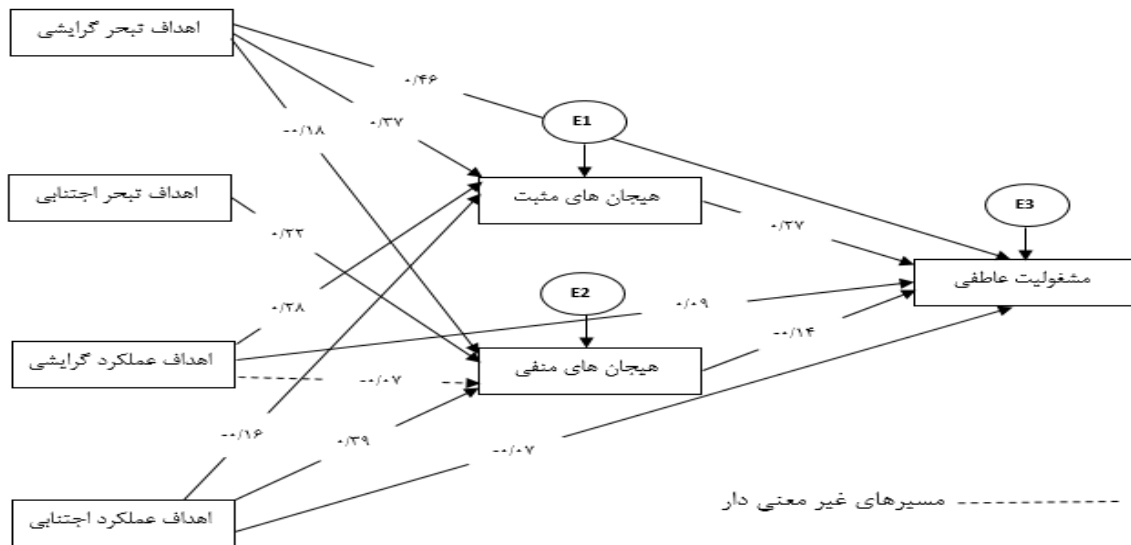 اهداف تبحر گرایشی
۰/۴۶
۰/۳۷
-۰/۱۸
E1
اهداف تبحر اجتنابی
هیجان های مثبت
E3
۰/۲۲
۰/۲۷
مشغولیت عاطفی
E2
۰/۲۸
۰/۰۹
-۰/۱۴
اهداف عملکرد گرایشی
هیجان های منفی
-۰/۰۷
-۰/۱۶
۰/۳۹
-۰/۰۷
مسیرهای غیر معنی دار
اهداف عملکرد اجتنابی